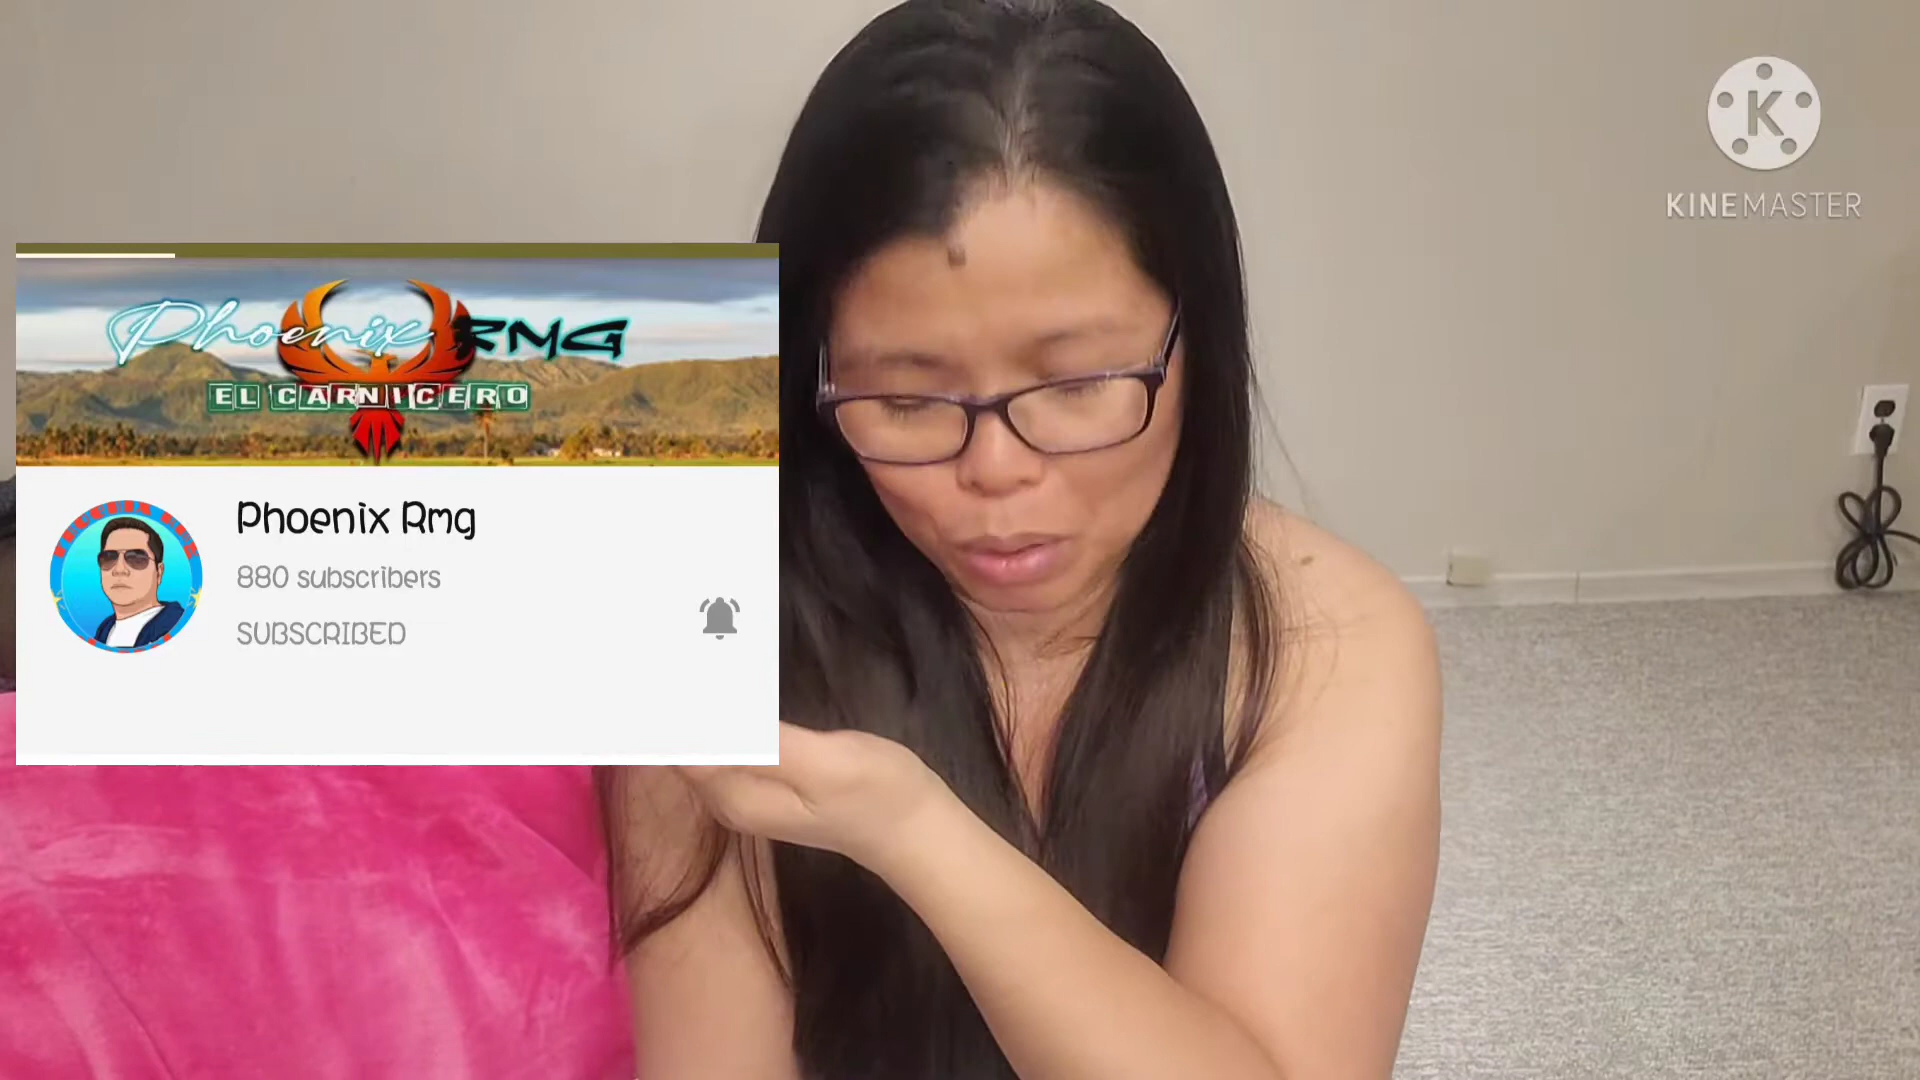 Phoenix RMG
EL CARNICERO
Phoenix Rmg
880 subscribers
SUBSCRIBED
K
KINEMASTER